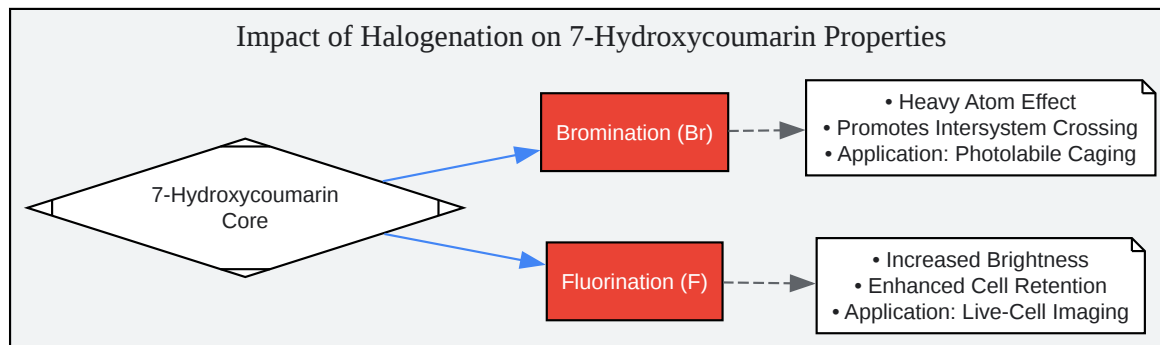 Impact of Halogenation on 7-Hydroxycoumarin Properties
7-Hydroxycoumarin
Core
Bromination (Br)
• Heavy Atom Effect
• Promotes Intersystem Crossing
• Application: Photolabile Caging
Fluorination (F)
• Increased Brightness
• Enhanced Cell Retention
• Application: Live-Cell Imaging